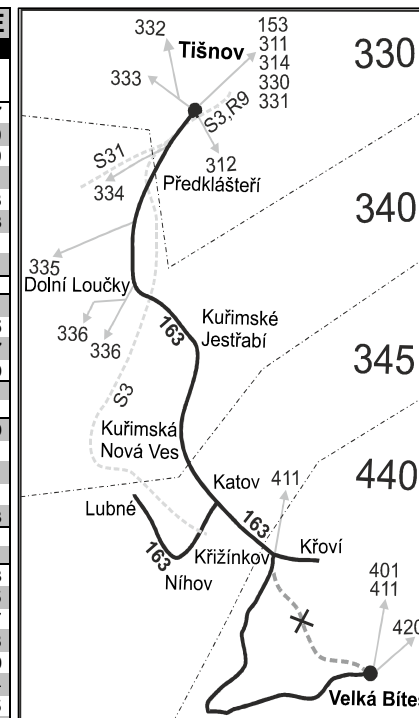 332
153
Tišnov
311
314
330
330
333
331
S3,R9
S31
312
334
Předklášteří
340
335
Dolní Loučky
163
Kuřimské
Jestřabí
336
336
345
S3
Kuřimská
Nová Ves
440
Katov
411
Lubné
163
Křoví
163
Křižínkov
Níhov
401
411
420
Velká Bíteš